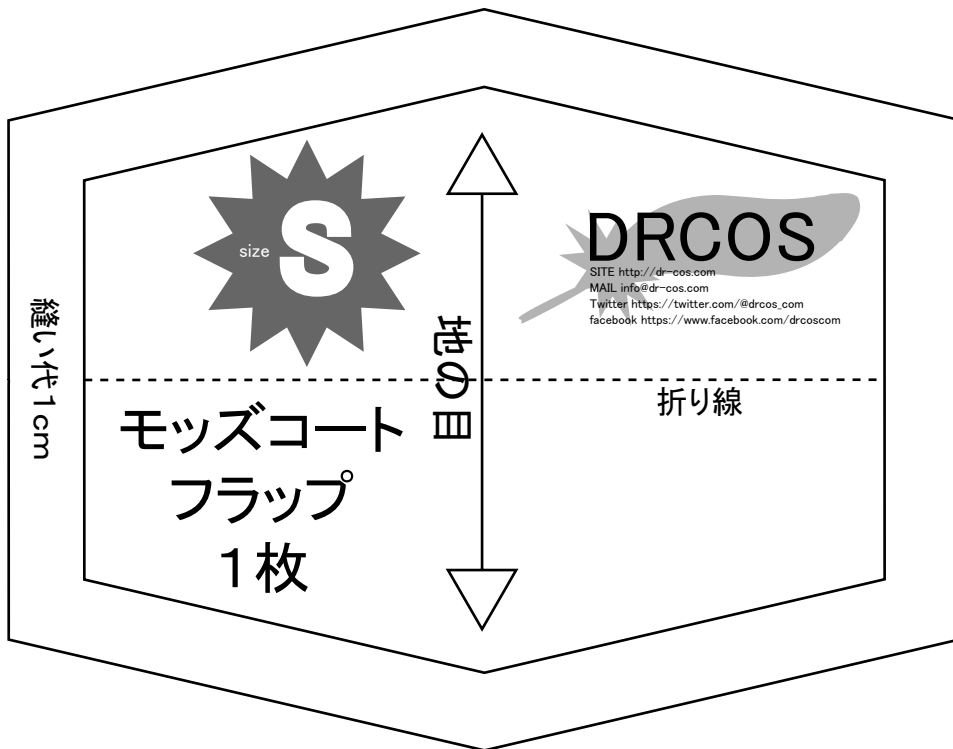 size
S
DRCOS
SITE http://dr-cos.com
MAIL info@dr-cos.com
Twitter https://twitter.com/@drcos_com
facebook https://www.facebook.com/drcoscom
縫い代1cm
地の目
折り線
モッズコート
フラップ
1枚